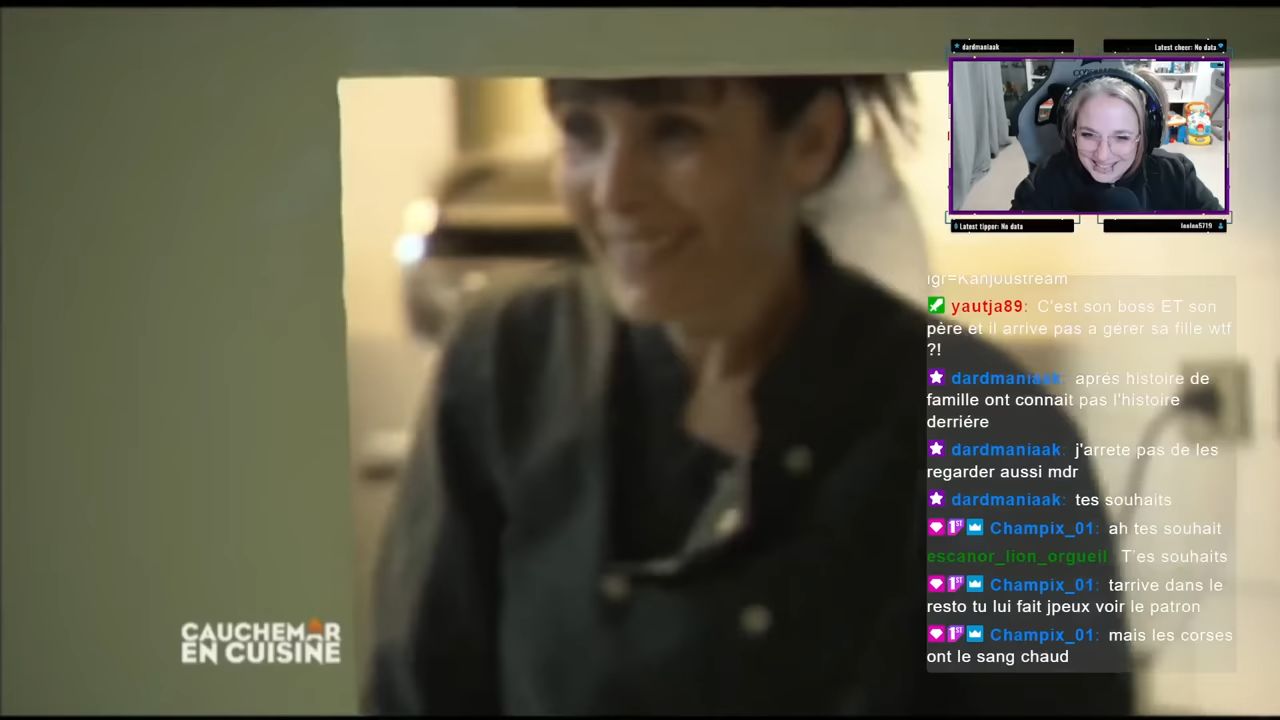 dardmaniaak
Latest cheer: No data
Latest tipper: No data
yautja89: C'est son boss ET son
père et il arrive pas a gérer sa fille wtf
?!
dardmaniaak: aprés histoire de
famille ont connait pas l'histoire
derriére
dardmaniaak: j'arrete pas de les
regarder aussi mdr
dardmaniaak: tes souhaits
Champix_01: ah tes souhait
escanor_lion_orgueil: T'es souhaits
Champix_01: tarrive dans le
resto tu lui fait jpeux voir le patron
Champix_01: mais les corses
ont le sang chaud
CAUCHEMAR
EN CUISINE